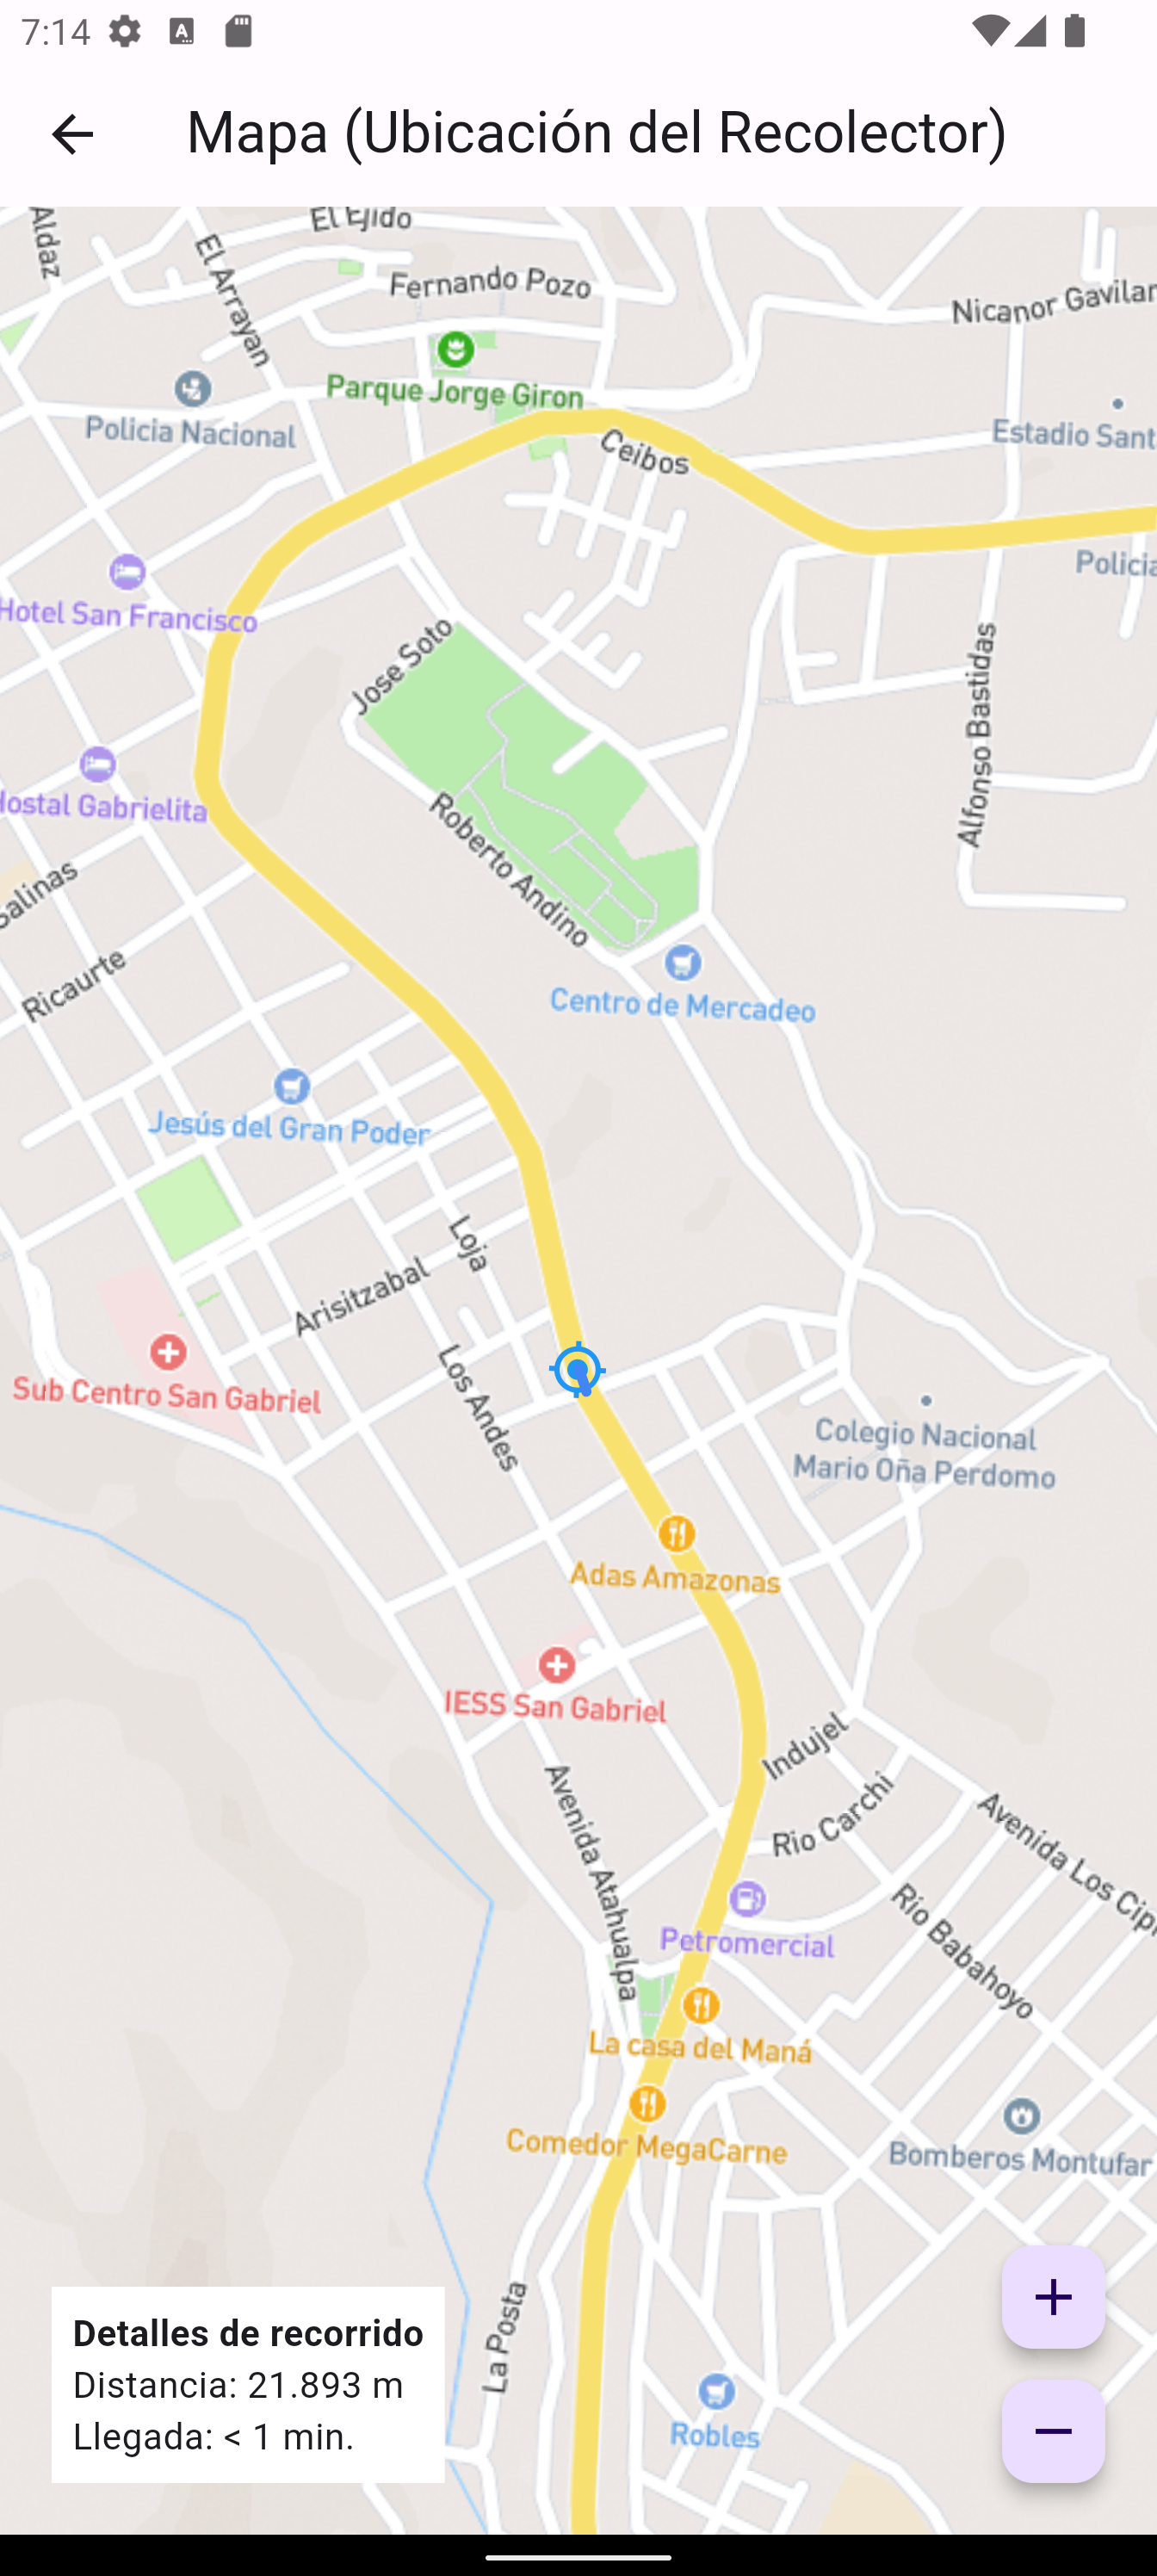 7:14
Mapa (Ubicación del Recolector)
Aldaz
El Ejido
El Arrayan
Fernando Pozo
Nicanor Gavilar
Parque Jorge Giron
Policia Nacional
Ceibos
Estadio Sant
Policia
Hotel San Francisco
Jose Soto
Alfonso Bastidas
Hostal Gabrielita
Roberto Andino
Salinas
Ricaurte
Centro de Mercadeo
Jesús del Gran Poder
Loja
Arisitzabal
Sub Centro San Gabriel
Los Andes
Colegio Nacional
Mario Oña Perdomo
Adas Amazonas
IESS San Gabriel
Indujel
Avenida Atahualpa
Rio Carchi
Avenida Los Cipr
Río Babahoyo
Petromercial
La casa del Maná
Comedor MegaCarne
Bomberos Montufar
La Posta
Robles
Detalles de recorrido
Distancia: 21.893 m
Llegada: < 1 min.